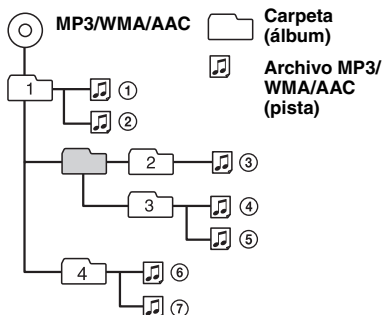 MP3/WMA/AAC
Carpeta
(álbum)
Archivo MP3/
WMA/AAC
(pista)
1
①
②
2
③
3
④
⑤
4
⑥
⑦